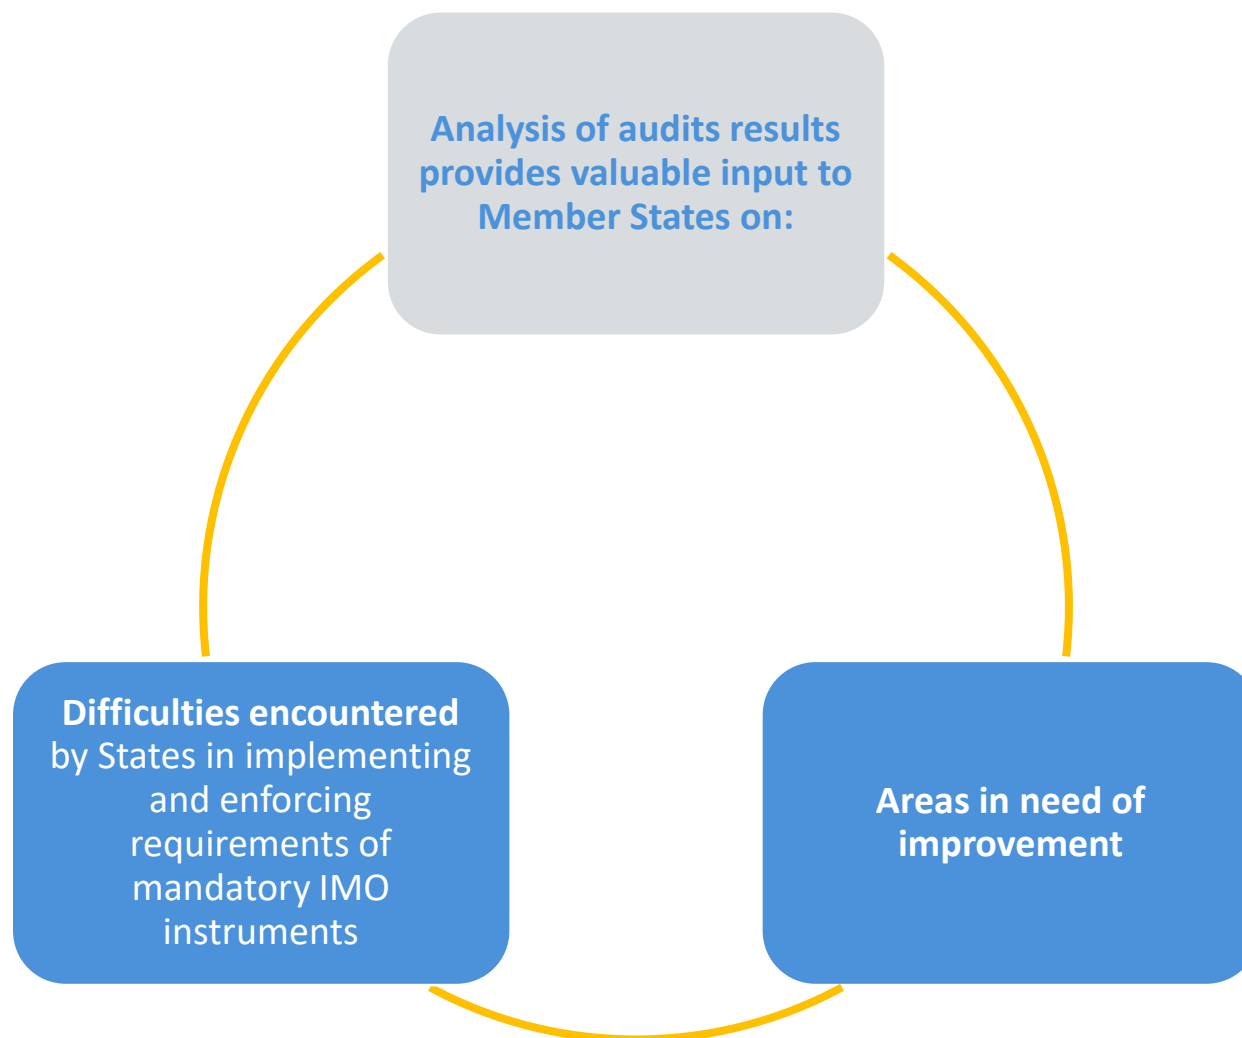 Analysis of audits results
provides valuable input to
Member States on:
Difficulties encountered
by States in implementing
and enforcing
requirements of
mandatory IMO
instruments
Areas in need of
improvement